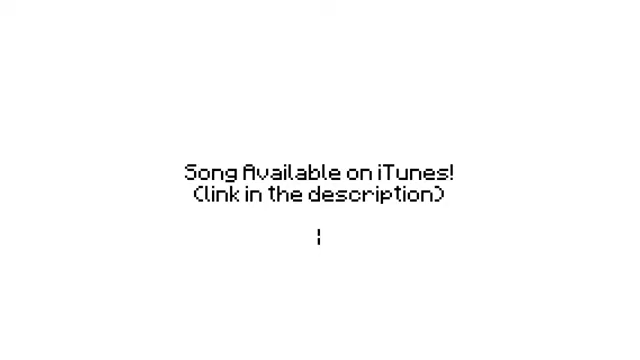 Song Available on iTunes!
(link in the description)
|